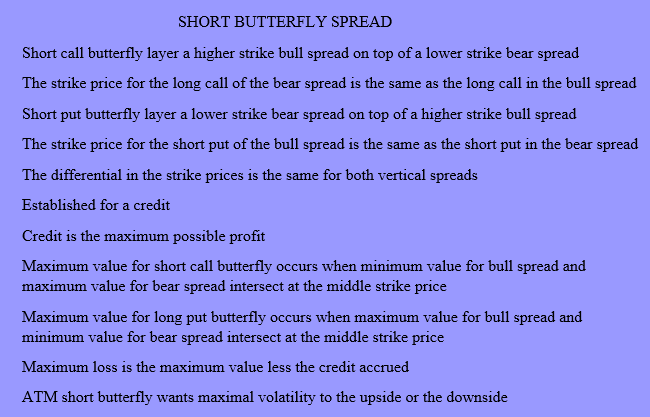 SHORT BUTTERFLY SPREAD
Short call butterfly layer a higher strike bull spread on top of a lower strike bear spread
The strike price for the long call of the bear spread is the same as the long call in the bull spread
Short put butterfly layer a lower strike bear spread on top of a higher strike bull spread
The strike price for the short put of the bull spread is the same as the short put in the bear spread
The differential in the strike prices is the same for both vertical spreads
Established for a credit
Credit is the maximum possible profit
Maximum value for short call butterfly occurs when minimum value for bull spread and
maximum value for bear spread intersect at the middle strike price
Maximum value for long put butterfly occurs when maximum value for bull spread and
minimum value for bear spread intersect at the middle strike price
Maximum loss is the maximum value less the credit accrued
ATM short butterfly wants maximal volatility to the upside or the downside